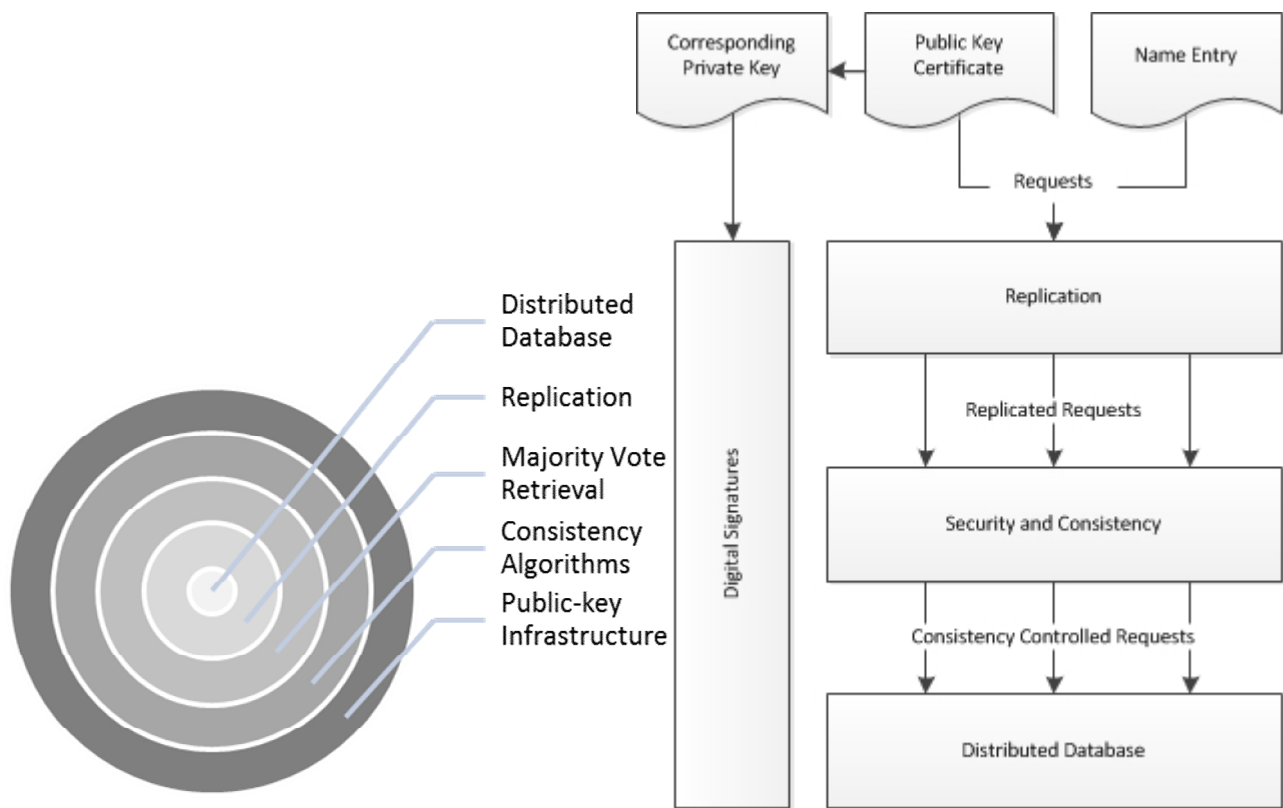 Distributed
Database
Replication
Majority Vote
Retrieval
Consistency
Algorithms
Public-key
Infrastructure
Corresponding
Private Key
Public Key
Certificate
Name Entry
Requests
Replication
Replicated Requests
Digital Signatures
Security and Consistency
Consistency Controlled Requests
Distributed Database